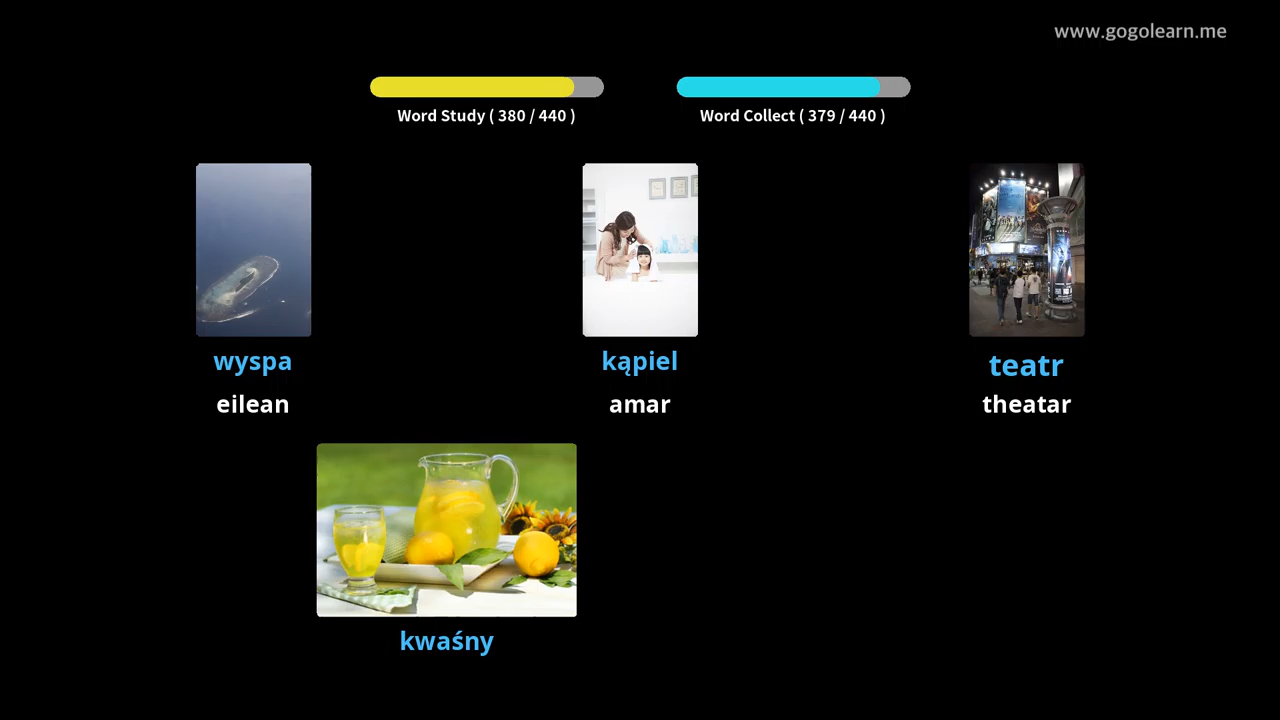 www.gogolearn.me
Word Study ( 380 / 440 )
Word Collect ( 379 / 440 )
wyspa
kąpiel
teatr
eilean
amar
theatar
kwaśny